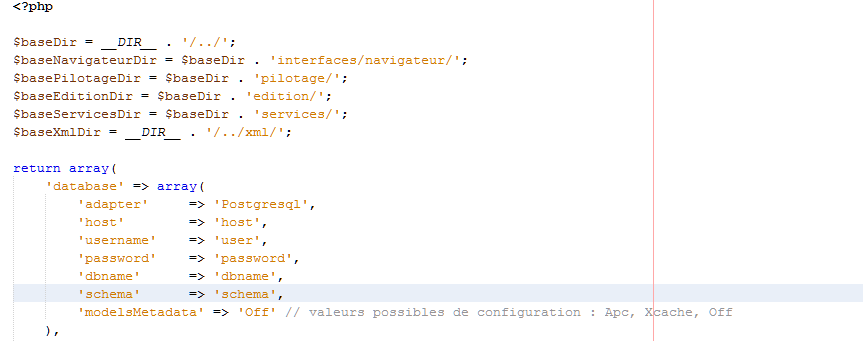 <?php
$baseDir = __DIR__ . '/../';
$baseNavigateurDir = $baseDir . 'interfaces/navigateur/';
$basePilotageDir = $baseDir . 'pilotage/';
$baseEditionDir = $baseDir . 'edition/';
$baseServicesDir = $baseDir . 'services/';
$baseXmlDir = __DIR__ . '/../xml/';
return array(
'database' => array(
'adapter' => 'Postgresql',
'host' => 'host',
'username' => 'user',
'password' => 'password',
'dbname' => 'dbname',
'schema' => 'schema',
'modelsMetadata' => 'Off' // valeurs possibles de configuration : Apc, Xcache, Off
),